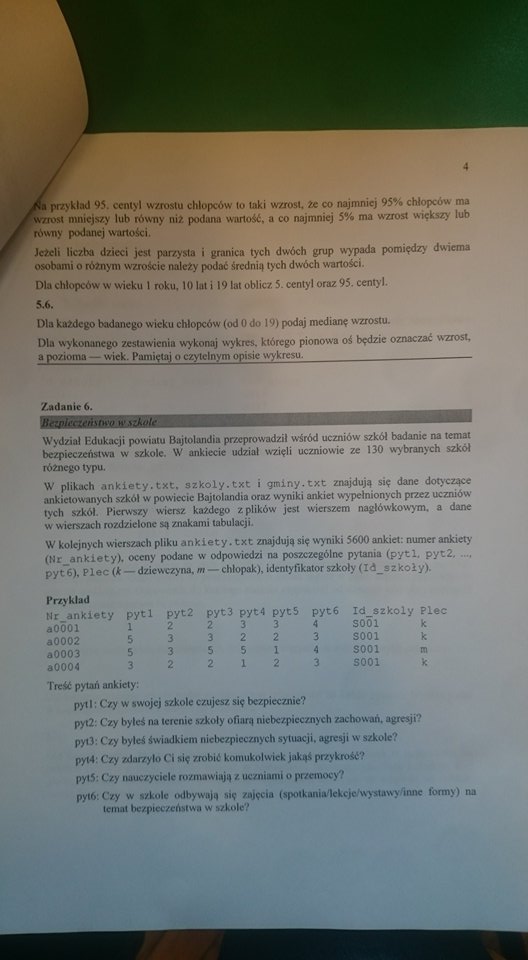 4
Na przykład 95. centyl wzrostu chłopców to taki wzrost, że co najmniej 95% chłopców ma
wzrost mniejszy lub równy niż podana wartość, a co najmniej 5% ma wzrost większy lub
równy podanej wartości.
Jeżeli liczba dzieci jest parzysta i granica tych dwóch grup wypada pomiędzy dwiema
osobami o różnym wzroście należy podać średnią tych dwóch wartości.
Dla chłopców w wieku 1 roku, 10 lat i 19 lat oblicz 5. centyl oraz 95. centyl.
5.6.
Dla każdego badanego wieku chłopców (od 0 do 19) podaj medianę wzrostu.
Dla wykonanego zestawienia wykonaj wykres, którego pionowa oś będzie oznaczać wzrost,
a pozioma — wiek. Pamiętaj o czytelnym opisie wykresu.
Zadanie 6.
Bezpieczeństwo w szkole
Wydział Edukacji powiatu Bajtolandia przeprowadził wśród uczniów szkół badanie na temat
bezpieczeństwa w szkole. W ankiecie udział wzięli uczniowie ze 130 wybranych szkół
różnego typu.
W plikach ankiety.txt, szkoly.txt i gminy.txt znajdują się dane dotyczące
ankietowanych szkół w powiecie Bajtolandia oraz wyniki ankiet wypełnionych przez uczniów
tych szkół. Pierwszy wiersz każdego z plików jest wierszem nagłówkowym, a dane
w wierszach rozdzielone są znakami tabulacji.
W kolejnych wierszach pliku ankiety.txt znajdują się wyniki 5600 ankiet: numer ankiety
(Nr_ankiety), oceny podane w odpowiedzi na poszczególne pytania (pyt1, pyt2, ...,
pyt6), Plec (k — dziewczyna, m — chłopak), identyfikator szkoły (Id_szkoly).
Przykład
Nr_ankiety pyt1 pyt2 pyt3 pyt4 pyt5 pyt6 Id_szkoly Plec
a0001 1 2 2 3 3 4 S001 k
a0002 5 3 3 2 2 3 S001 k
a0003 5 3 5 5 1 4 S001 m
a0004 3 2 2 1 2 3 S001 k
Treść pytań ankiety:
pyt1: Czy w swojej szkole czujesz się bezpiecznie?
pyt2: Czy byłeś na terenie szkoły ofiarą niebezpiecznych zachowań, agresji?
pyt3: Czy byłeś świadkiem niebezpiecznych sytuacji, agresji w szkole?
pyt4: Czy zdarzyło Ci się zrobić komukolwiek jakąś przykrość?
pyt5: Czy nauczyciele rozmawiają z uczniami o przemocy?
pyt6: Czy w szkole odbywają się zajęcia (spotkania/lekcje/wystawy/inne formy) na
temat bezpieczeństwa w szkole?